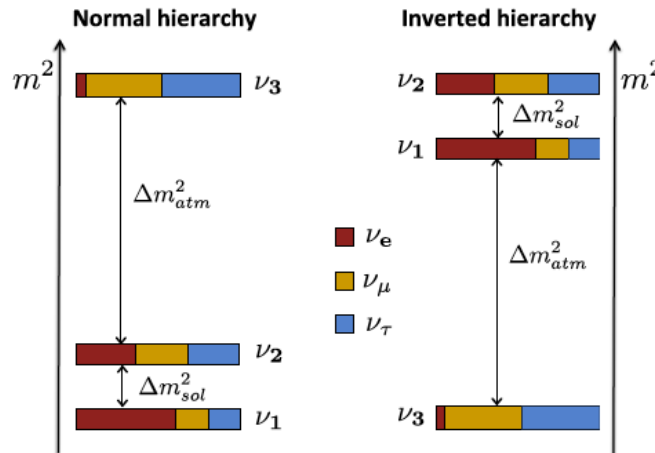 Normal hierarchy
m²
ν₃
Δm²ₐₜₘ
ν₂
Δm²ₛₒₗ
ν₁
νₑ
ν_μ
ν_τ
Inverted hierarchy
m²
ν₂
Δm²ₛₒₗ
ν₁
Δm²ₐₜₘ
ν₃